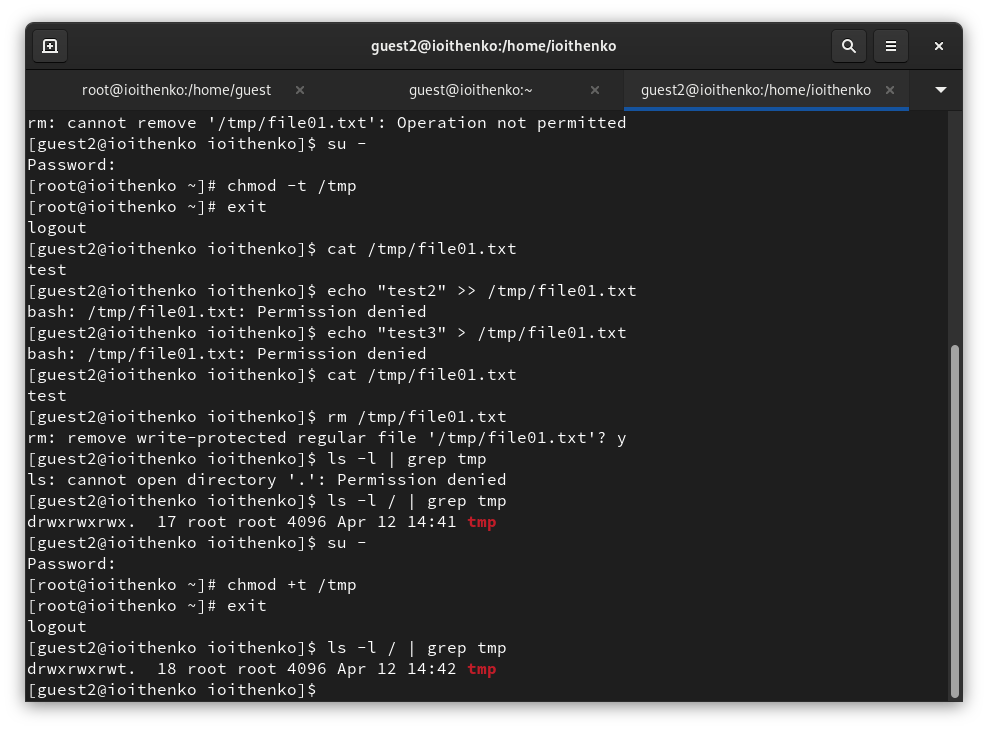 guest2@ioithenko:/home/ioithenko
root@ioithenko:/home/guest
guest@ioithenko:~
guest2@ioithenko:/home/ioithenko
rm: cannot remove '/tmp/file01.txt': Operation not permitted
[guest2@ioithenko ioithenko]$ su -
Password:
[root@ioithenko ~]# chmod -t /tmp
[root@ioithenko ~]# exit
logout
[guest2@ioithenko ioithenko]$ cat /tmp/file01.txt
test
[guest2@ioithenko ioithenko]$ echo "test2" >> /tmp/file01.txt
bash: /tmp/file01.txt: Permission denied
[guest2@ioithenko ioithenko]$ echo "test3" > /tmp/file01.txt
bash: /tmp/file01.txt: Permission denied
[guest2@ioithenko ioithenko]$ cat /tmp/file01.txt
test
[guest2@ioithenko ioithenko]$ rm /tmp/file01.txt
rm: remove write-protected regular file '/tmp/file01.txt'? y
[guest2@ioithenko ioithenko]$ ls -l | grep tmp
ls: cannot open directory '.': Permission denied
[guest2@ioithenko ioithenko]$ ls -l / | grep tmp
drwxrwxrwx.  17 root root 4096 Apr 12 14:41 tmp
[guest2@ioithenko ioithenko]$ su -
Password:
[root@ioithenko ~]# chmod +t /tmp
[root@ioithenko ~]# exit
logout
[guest2@ioithenko ioithenko]$ ls -l / | grep tmp
drwxrwxrwt.  18 root root 4096 Apr 12 14:42 tmp
[guest2@ioithenko ioithenko]$